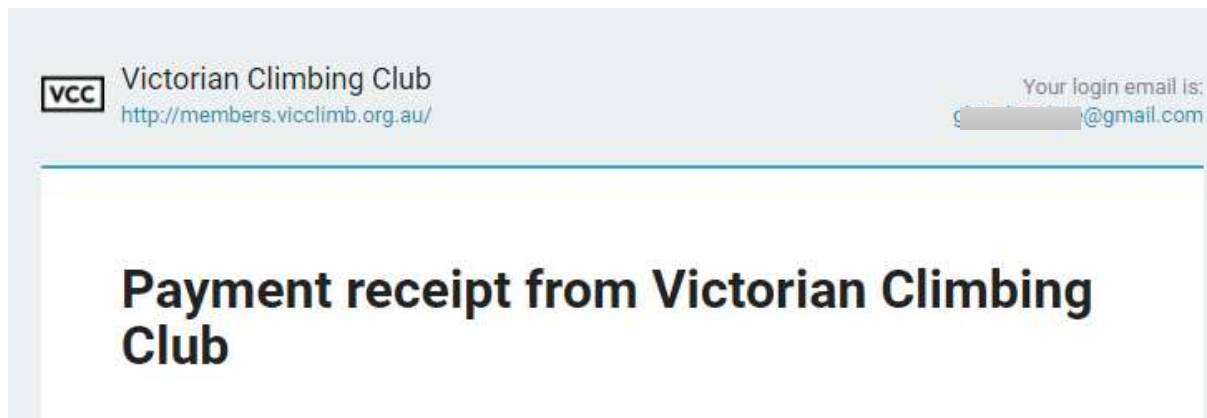 VCC
Victorian Climbing Club
http://members.vicclimb.org.au/
Your login email is:
@gmail.com
Payment receipt from Victorian Climbing
Club